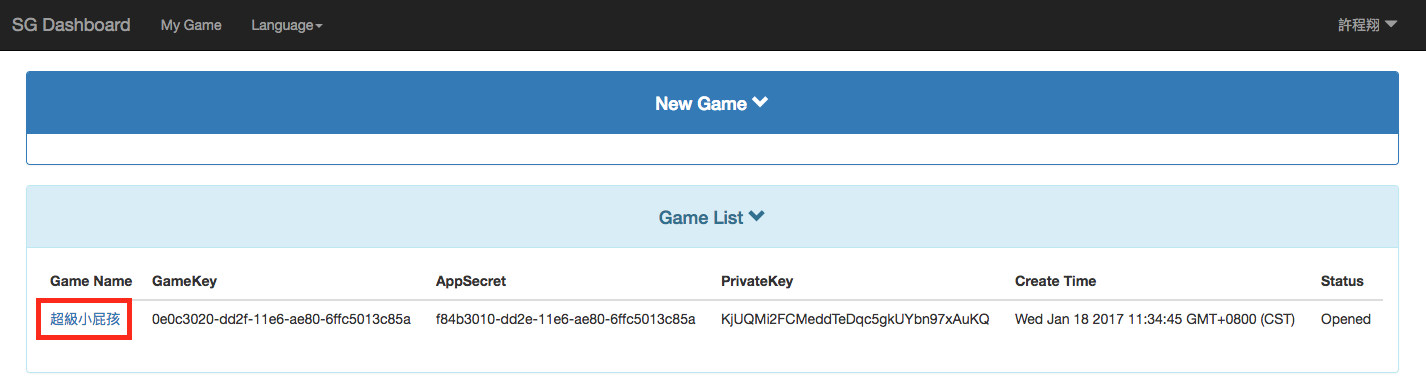 SG Dashboard My Game Language 許程翔
New Game
Game List
Game Name GameKey AppSecret PrivateKey Create Time Status
超級小屁孩 0e0c3020-dd2f-11e6-ae80-6ffc5013c85a f84b3010-dd2e-11e6-ae80-6ffc5013c85a KjUQMi2FCMeddTeDqc5gkUYbn97xAuKQ Wed Jan 18 2017 11:34:45 GMT+0800 (CST) Opened